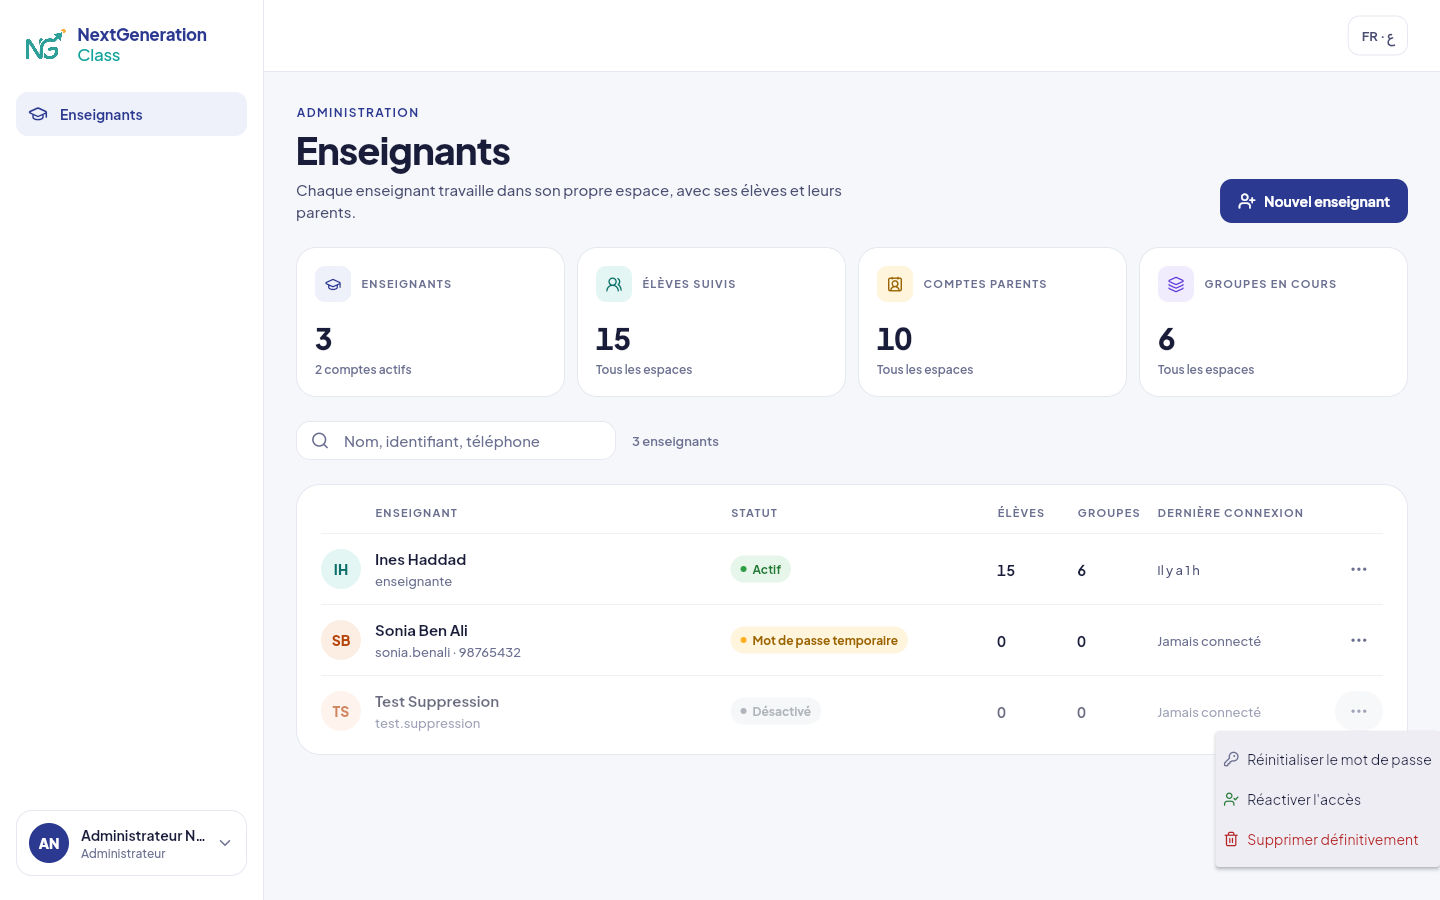 NextGeneration
Class
FR · ع
Enseignants
ADMINISTRATION
Enseignants
Chaque enseignant travaille dans son propre espace, avec ses élèves et leurs
parents.
Nouvel enseignant
ENSEIGNANTS
3
2 comptes actifs
ÉLÈVES SUIVIS
15
Tous les espaces
COMPTES PARENTS
10
Tous les espaces
GROUPES EN COURS
6
Tous les espaces
Nom, identifiant, téléphone
3 enseignants
ENSEIGNANT STATUT ÉLÈVES GROUPES DERNIÈRE CONNEXION
IH Ines Haddad Actif 15 6 Il y a 1 h
enseignante
SB Sonia Ben Ali Mot de passe temporaire 0 0 Jamais connecté
sonia.benali · 98765432
TS Test Suppression Désactivé 0 0 Jamais connecté
test.suppression
Réinitialiser le mot de passe
Réactiver l'accès
Supprimer définitivement
AN Administrateur N...
Administrateur